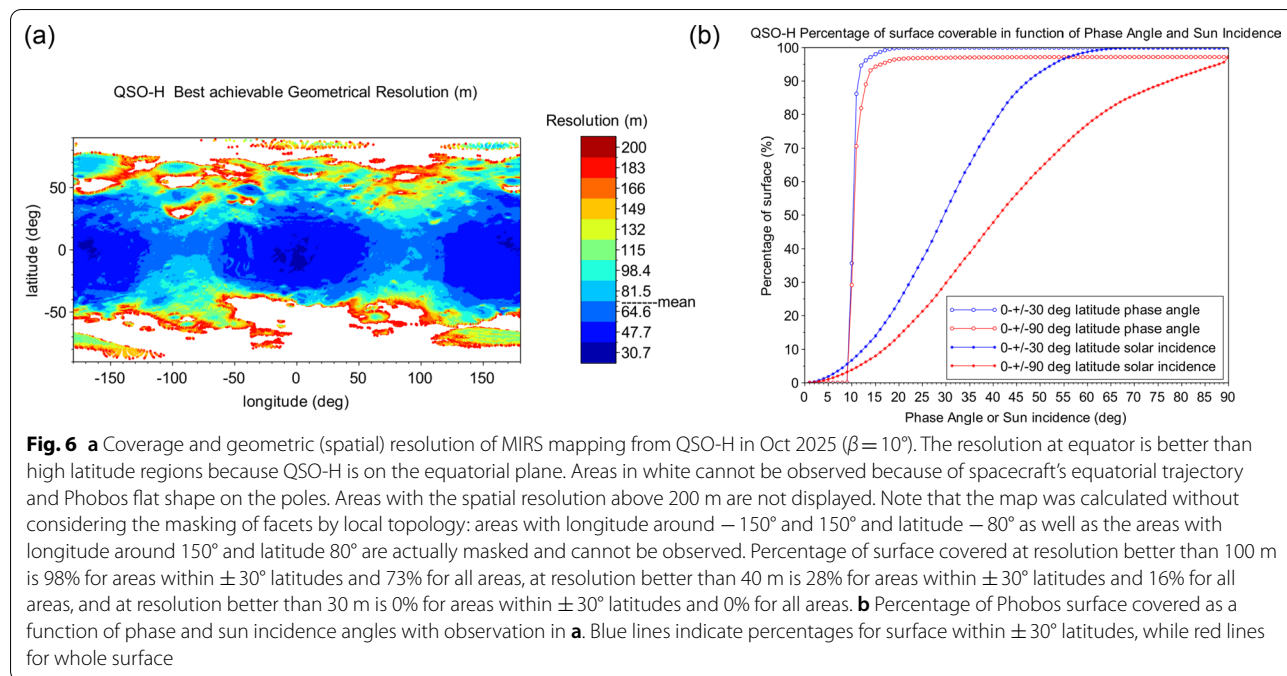 (a)
QSO-H Best achievable Geometrical Resolution (m)
Resolution (m)
200
183
166
149
132
115
98.4
81.5
------mean
64.6
47.7
30.7
latitude (deg)
50
0
-50
-150
-100
-50
0
50
100
150
longitude (deg)
(b)
QSO-H Percentage of surface coverable in function of Phase Angle and Sun Incidence
Percentage of surface (%)
100
90
80
70
60
50
40
30
20
10
0
0-+/-30 deg latitude phase angle
0-+/-90 deg latitude phase angle
0-+/-30 deg latitude solar incidence
0-+/-90 deg latitude solar incidence
0 5 10 15 20 25 30 35 40 45 50 55 60 65 70 75 80 85 90
Phase Angle or Sun incidence (deg)
Fig. 6 a Coverage and geometric (spatial) resolution of MIRS mapping from QSO-H in Oct 2025 (β = 10°). The resolution at equator is better than
high latitude regions because QSO-H is on the equatorial plane. Areas in white cannot be observed because of spacecraft's equatorial trajectory
and Phobos flat shape on the poles. Areas with the spatial resolution above 200 m are not displayed. Note that the map was calculated without
considering the masking of facets by local topology: areas with longitude around − 150° and 150° and latitude − 80° as well as the areas with
longitude around 150° and latitude 80° are actually masked and cannot be observed. Percentage of surface covered at resolution better than 100 m
is 98% for areas within ± 30° latitudes and 73% for all areas, at resolution better than 40 m is 28% for areas within ± 30° latitudes and 16% for all
areas, and at resolution better than 30 m is 0% for areas within ± 30° latitudes and 0% for all areas. b Percentage of Phobos surface covered as a
function of phase and sun incidence angles with observation in a. Blue lines indicate percentages for surface within ± 30° latitudes, while red lines
for whole surface